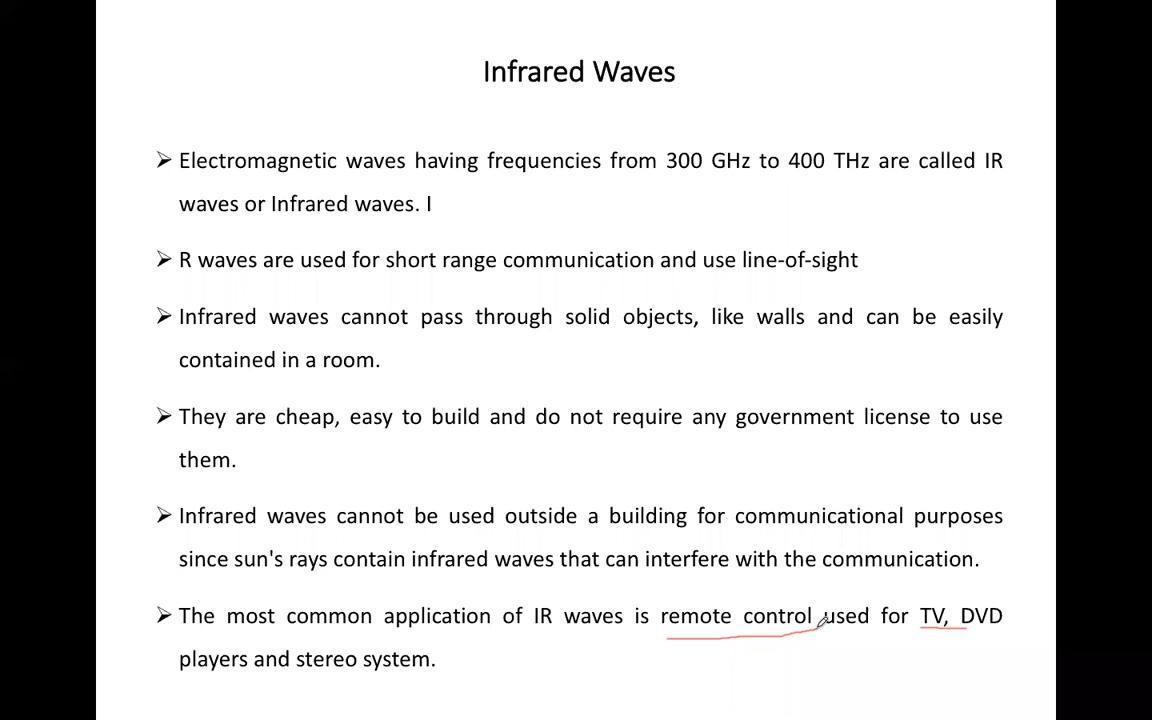 Infrared Waves
➢ Electromagnetic waves having frequencies from 300 GHz to 400 THz are called IR
waves or Infrared waves. I
➢ R waves are used for short range communication and use line-of-sight
➢ Infrared waves cannot pass through solid objects, like walls and can be easily
contained in a room.
➢ They are cheap, easy to build and do not require any government license to use
them.
➢ Infrared waves cannot be used outside a building for communicational purposes
since sun's rays contain infrared waves that can interfere with the communication.
➢ The most common application of IR waves is remote control used for TV, DVD
players and stereo system.